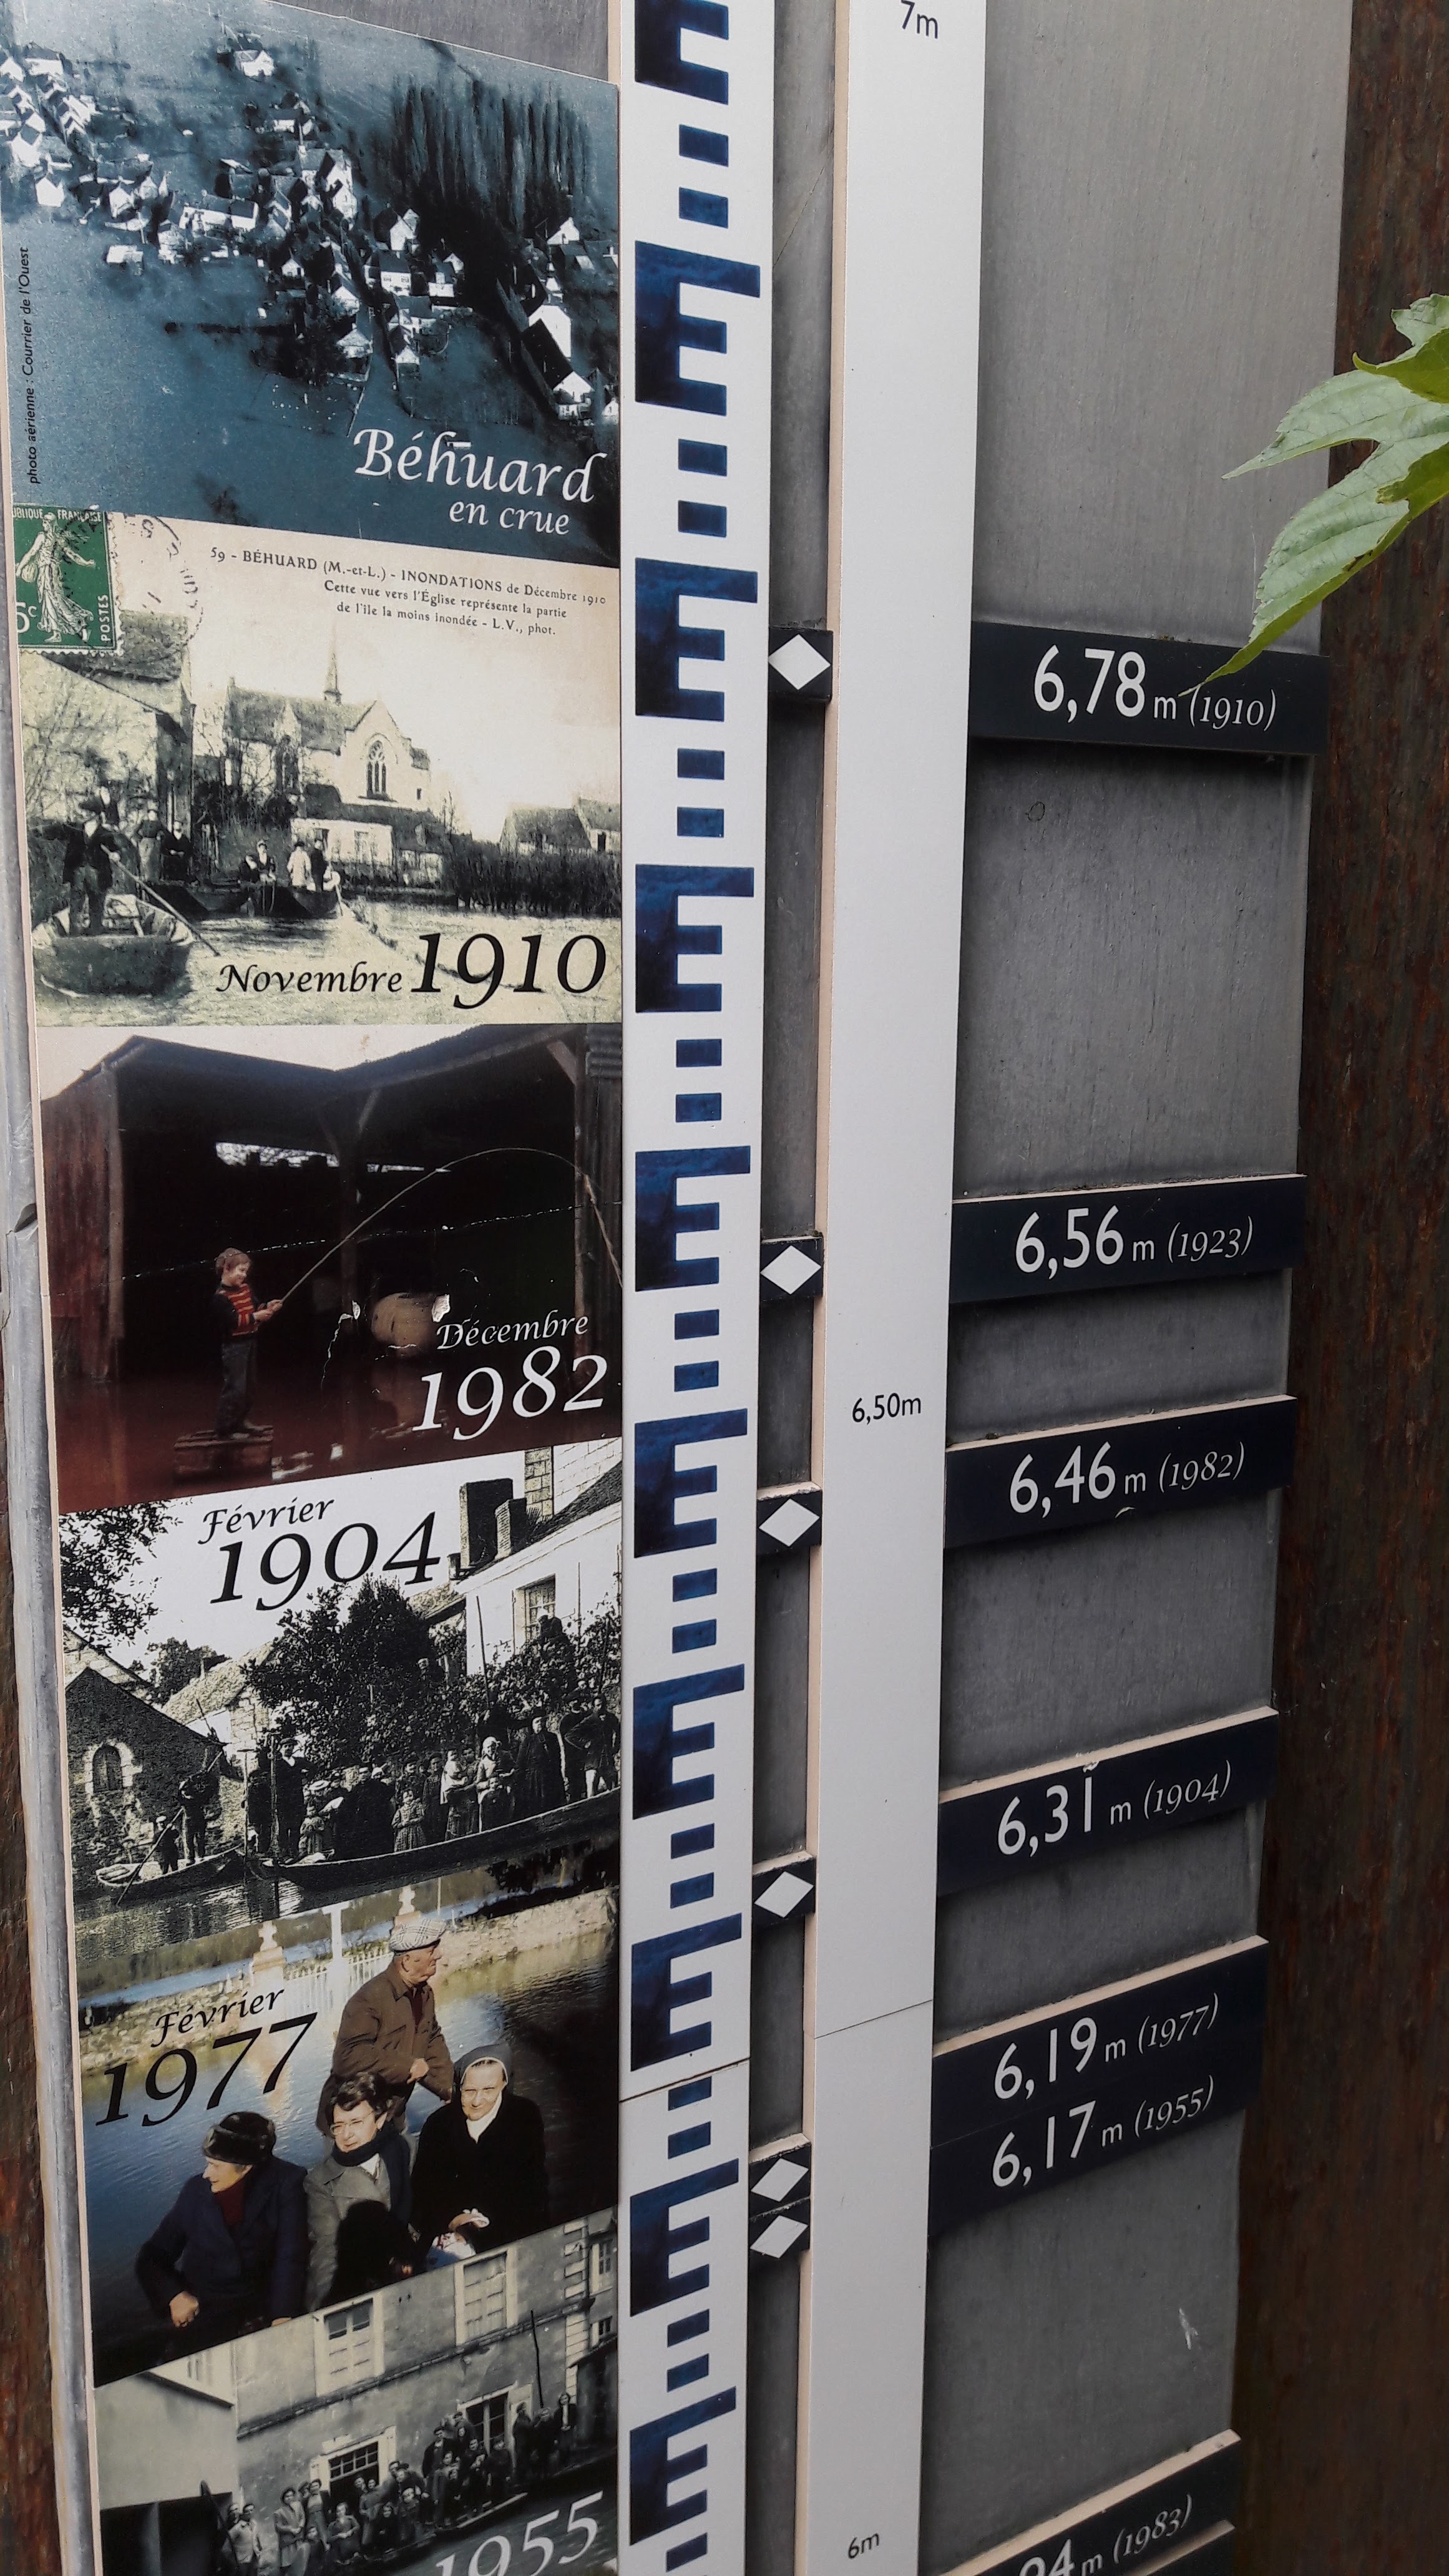 photo aérienne : Courrier de l'Ouest
Béhuard
en crue
FRANÇAISE
5c
POSTES
59 - BÉHUARD (M.-et-L.) - INONDATIONS de Décembre 1910
Cette vue vers l'Église représente la partie
de l'île la moins inondée - L.V., phot.
Novembre 1910
Décembre
1982
Février
1904
Février
1977
1955
7m
6,50m
6m
6,78 m (1910)
6,56 m (1923)
6,46 m (1982)
6,31 m (1904)
6,19 m (1977)
6,17 m (1955)
m (1983)